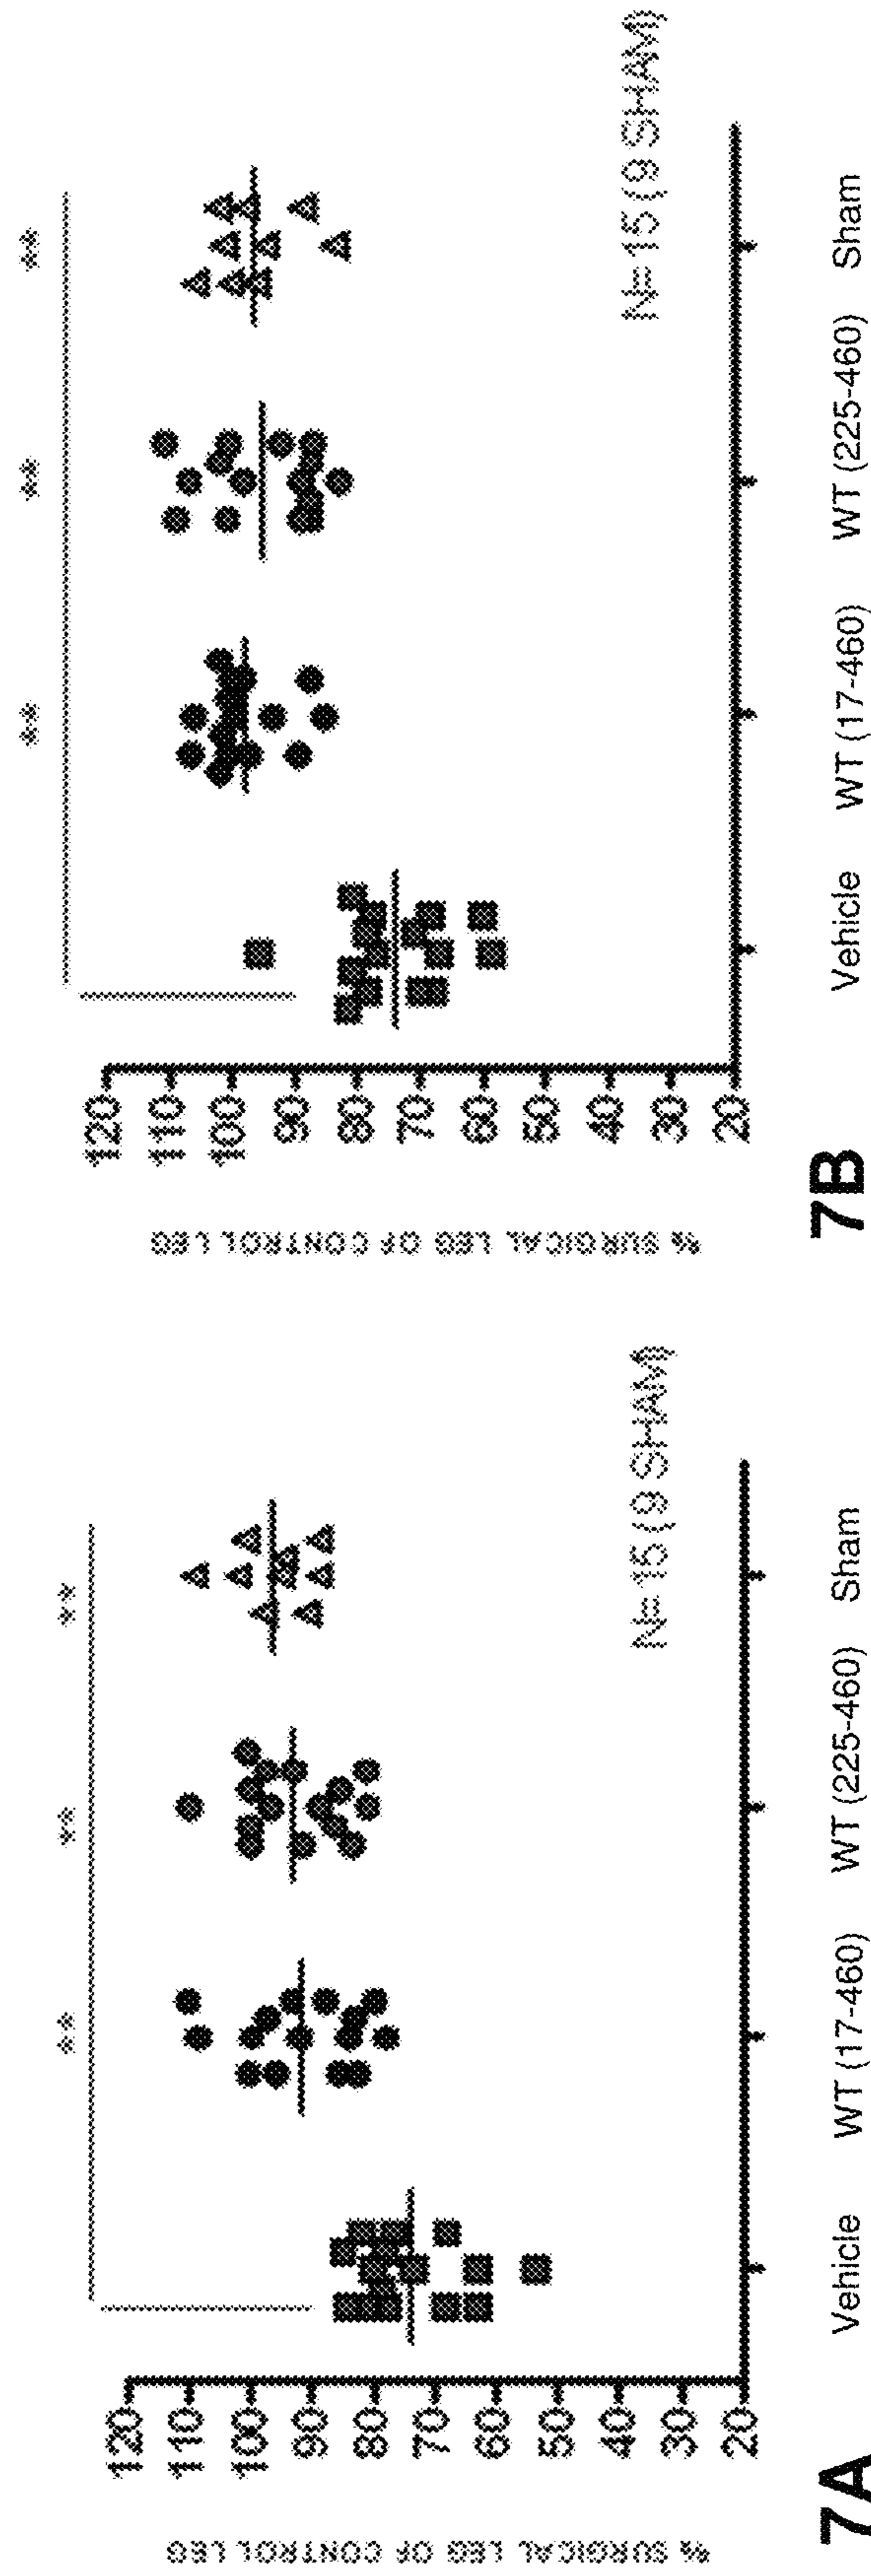 % SURGICAL LEG OF CONTROL LEG
120
110
100
90
80
70
60
50
40
30
20
** ** **
N= 15 (9 SHAM)
Vehicle WT (17-460) WT (225-460) Sham
7A
% SURGICAL LEG OF CONTROL LEG
120
110
100
90
80
70
60
50
40
30
20
** ** **
N= 15 (9 SHAM)
Vehicle WT (17-460) WT (225-460) Sham
7B